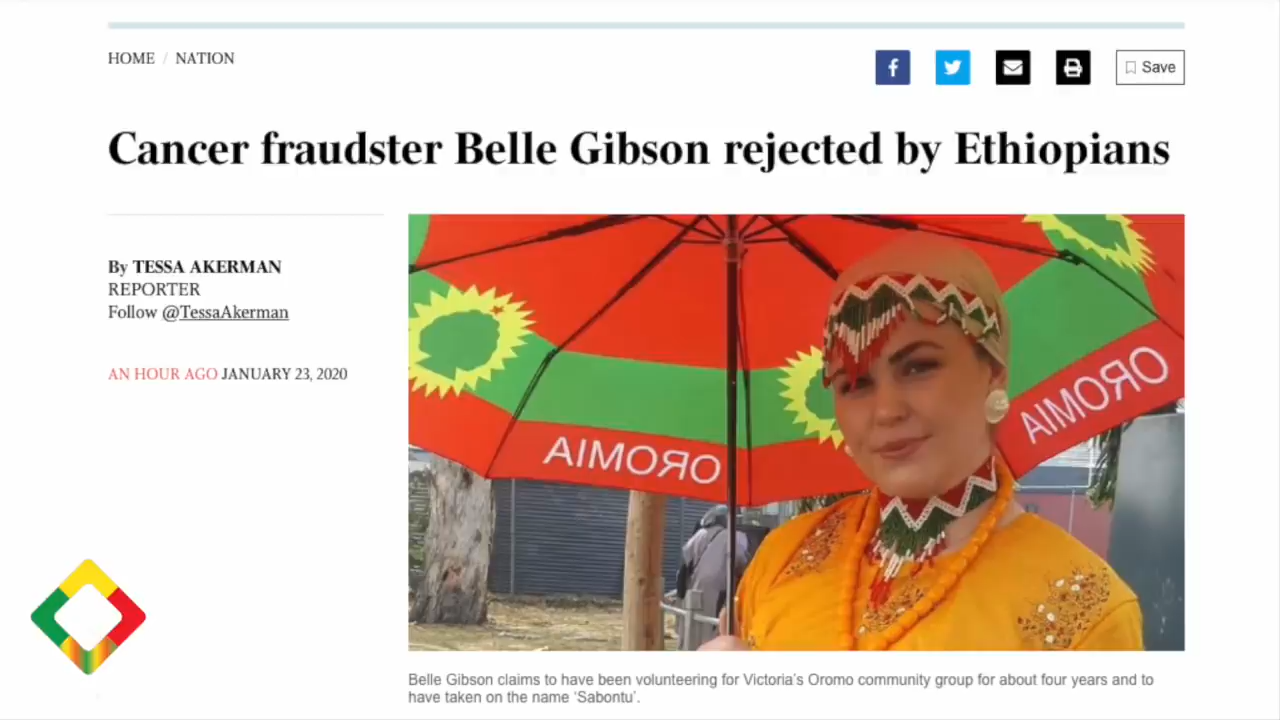 HOME / NATION
Save
Cancer fraudster Belle Gibson rejected by Ethiopians
By TESSA AKERMAN
REPORTER
Follow @TessaAkerman
AN HOUR AGO JANUARY 23, 2020
OROMIA
OROMIA
Belle Gibson claims to have been volunteering for Victoria's Oromo community group for about four years and to
have taken on the name 'Sabontu'.